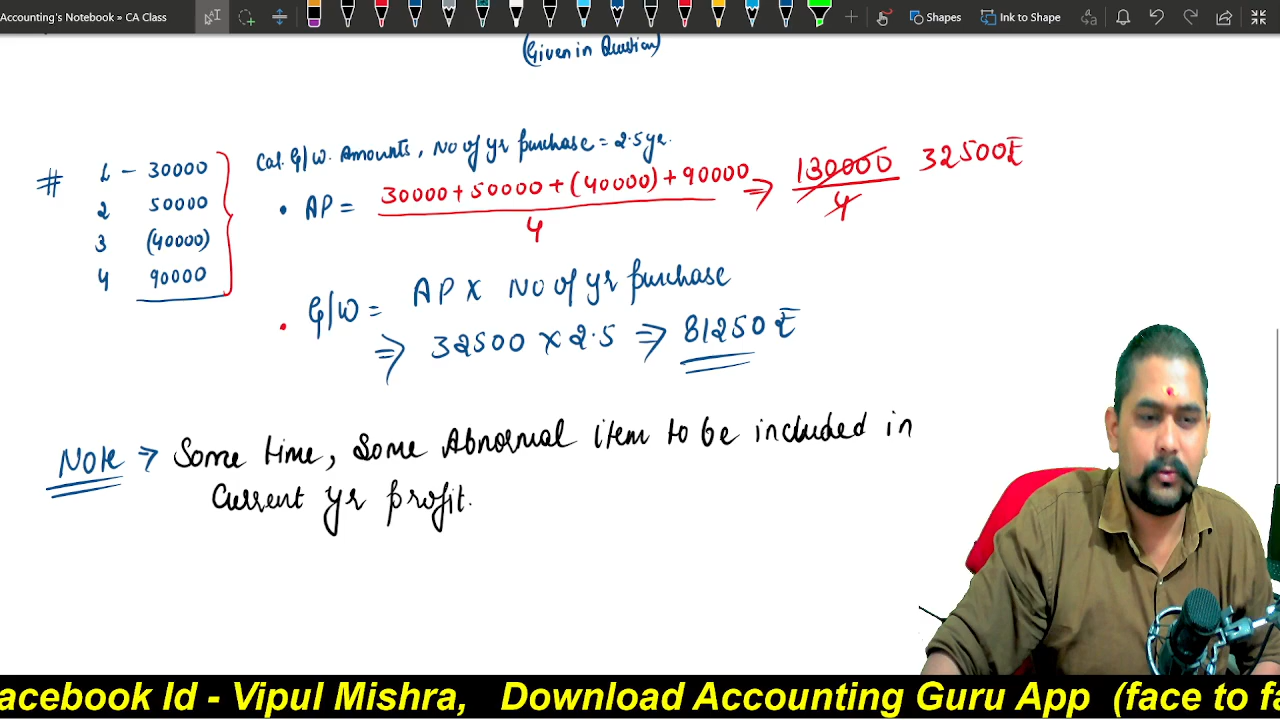 Accounting's Notebook » CA Class
Shapes
Ink to Shape
(Given in Question)
# 1 - 30000
2 50000
3 (40000)
4 90000
Cal. G/W. Amounts, No of yr purchase = 2.5 yr.
• AP = 30000 + 50000 + (40000) + 90000 / 4 ⇒ 130000 / 4 32500₹
• G/W = AP X No of yr purchase
⇒ 32500 X 2.5 ⇒ 81250₹
Note ⇒ Some time, Some Abnormal item to be included in
Current yr profit.
acebook Id - Vipul Mishra, Download Accounting Guru App (face to fa